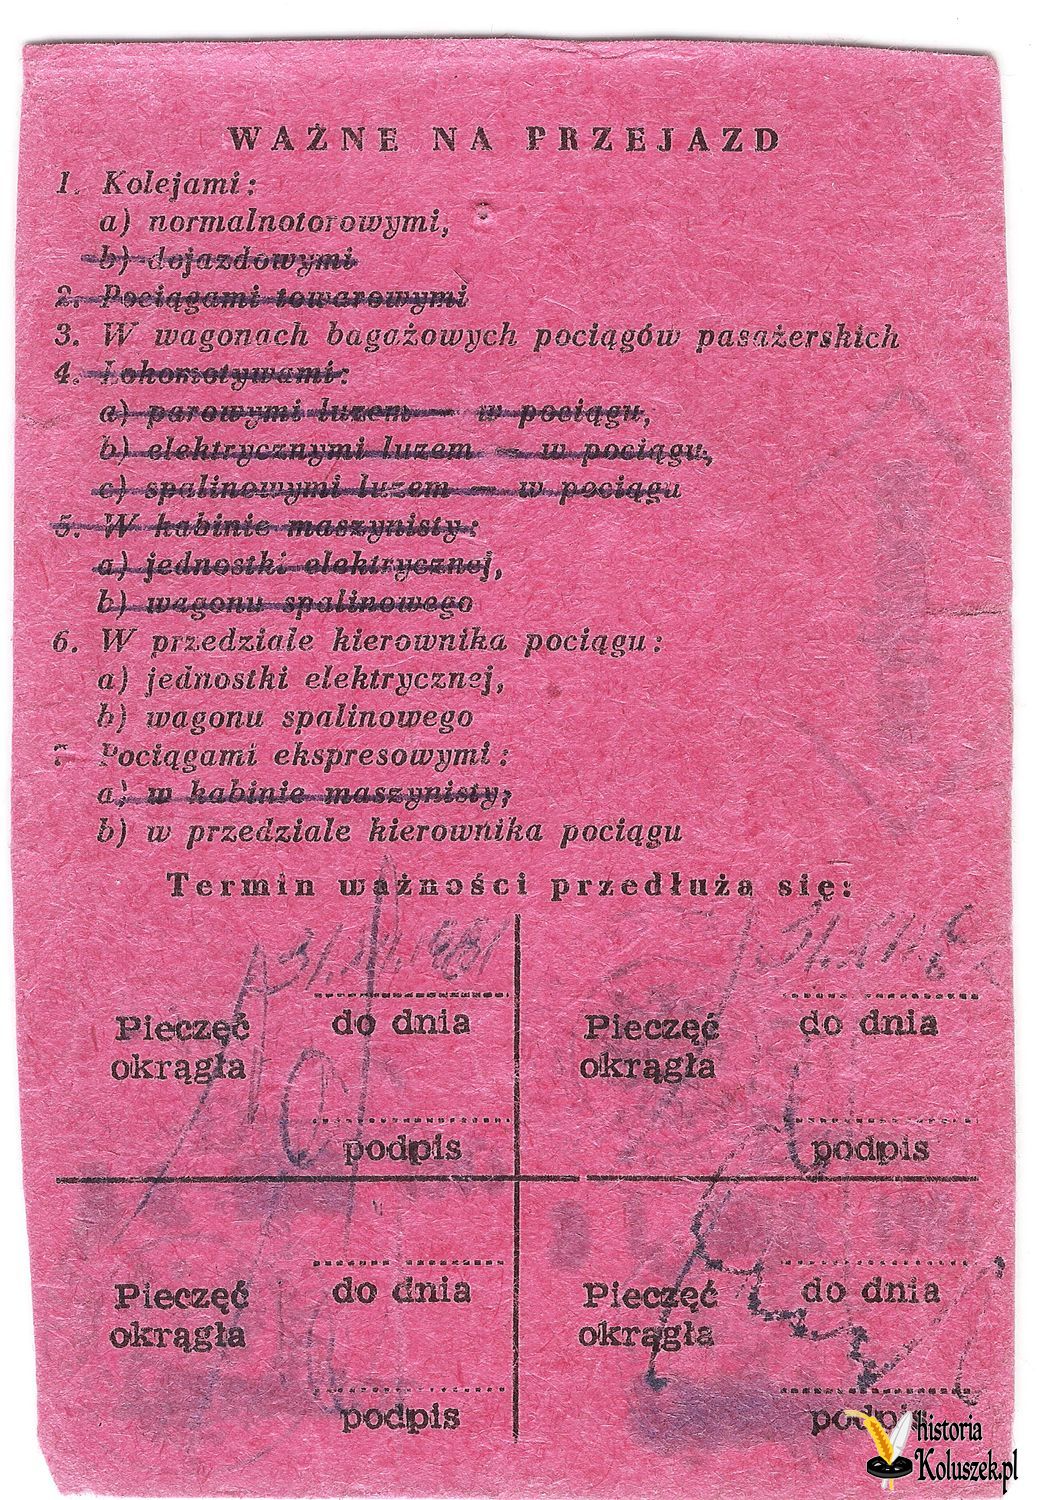 WAŻNE NA PRZEJAZD
1. Kolejami:
a) normalnotorowymi,
b) dojazdowymi
2. Pociągami towarowymi
3. W wagonach bagażowych pociągów pasażerskich
4. Lokomotywami:
a) parowymi luzem — w pociągu,
b) elektrycznymi luzem — w pociągu,
c) spalinowymi luzem — w pociągu
5. W kabinie maszynisty:
a) jednostki elektrycznej,
b) wagonu spalinowego
6. W przedziale kierownika pociągu:
a) jednostki elektrycznej,
b) wagonu spalinowego
7 Pociągami ekspresowymi:
a) w kabinie maszynisty;
b) w przedziale kierownika pociągu
Termin ważności przedłuża się:
Pieczęć
okrągła
do dnia
podpis
Pieczęć
okrągła
do dnia
podpis
Pieczęć
okrągła
do dnia
podpis
Pieczęć
okrągła
do dnia
podpis
historia
Koluszek.pl